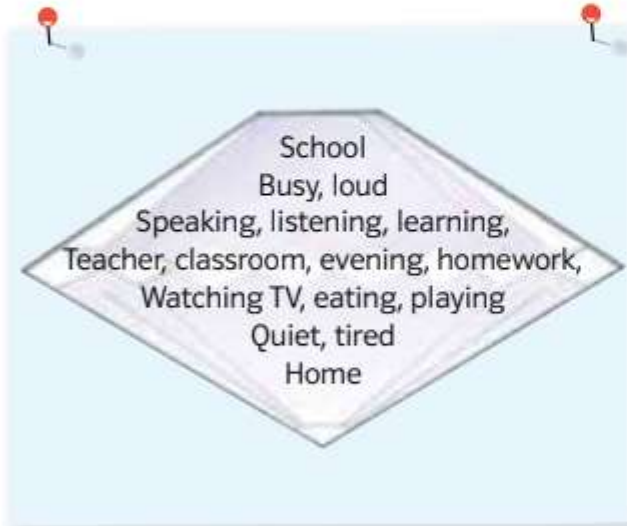 School
Busy, loud
Speaking, listening, learning,
Teacher, classroom, evening, homework,
Watching TV, eating, playing
Quiet, tired
Home